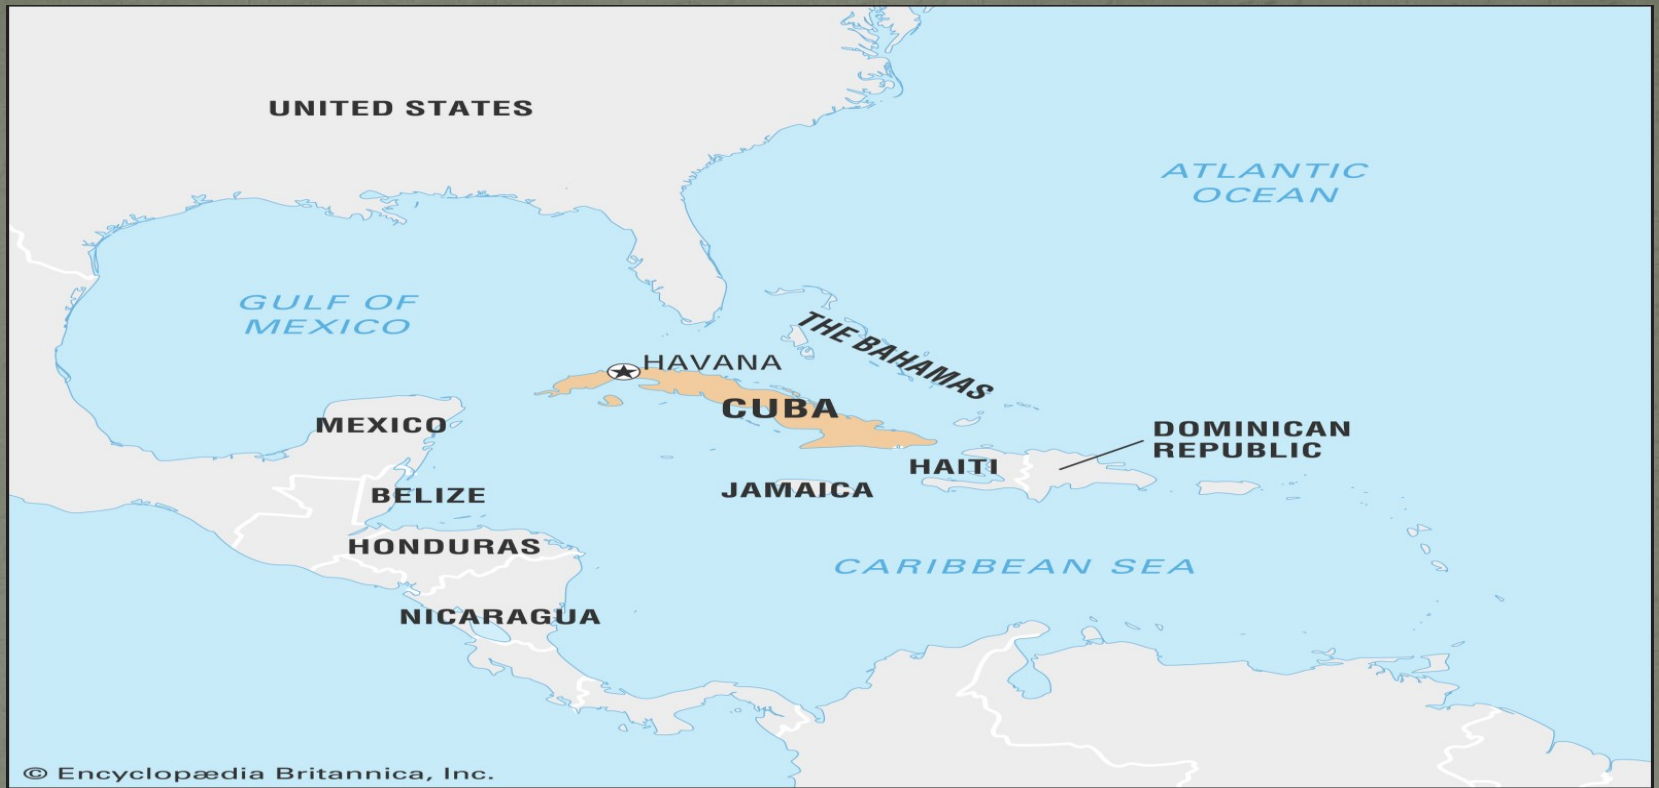 UNITED STATES
ATLANTIC
OCEAN
GULF OF
MEXICO
THE BAHAMAS
HAVANA
CUBA
MEXICO
DOMINICAN
REPUBLIC
HAITI
JAMAICA
BELIZE
HONDURAS
CARIBBEAN SEA
NICARAGUA
© Encyclopædia Britannica, Inc.